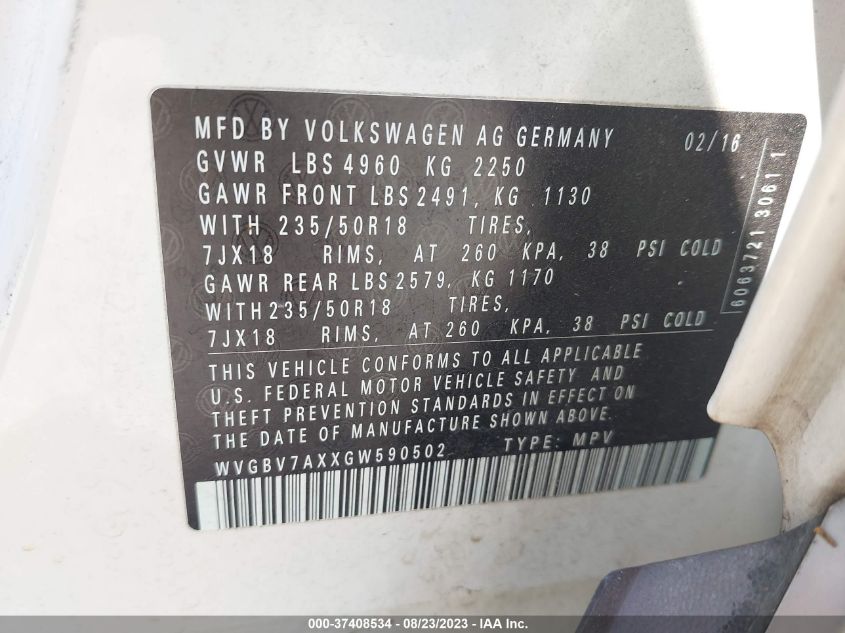 MFD BY VOLKSWAGEN AG GERMANY 02/16
GVWR LBS 4960 KG 2250
GAWR FRONT LBS 2491, KG 1130
WITH 235/50R18 TIRES,
7JX18 RIMS, AT 260 KPA, 38 PSI COLD
GAWR REAR LBS 2579, KG 1170
WITH 235/50R18 TIRES,
7JX18 RIMS, AT 260 KPA, 38 PSI COLD
THIS VEHICLE CONFORMS TO ALL APPLICABLE
U.S. FEDERAL MOTOR VEHICLE SAFETY AND
THEFT PREVENTION STANDARDS IN EFFECT ON
THE DATE OF MANUFACTURE SHOWN ABOVE.
WVGBV7AXXGW590502 TYPE: MPV
6063721 3061 1
000-37408534 - 08/23/2023 - IAA Inc.